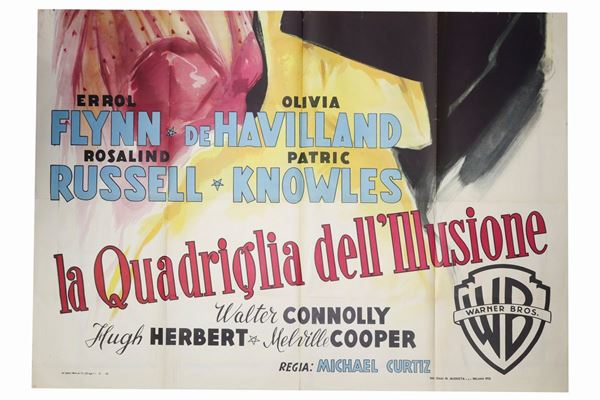 ERROL OLIVIA
FLYNN * DE HAVILLAND
ROSALIND PATRIC
RUSSELL * KNOWLES
la Quadriglia dell'Illusione
Walter CONNOLLY
Hugh HERBERT * Melville COOPER
REGIA: MICHAEL CURTIZ
WB
WARNER BROS.